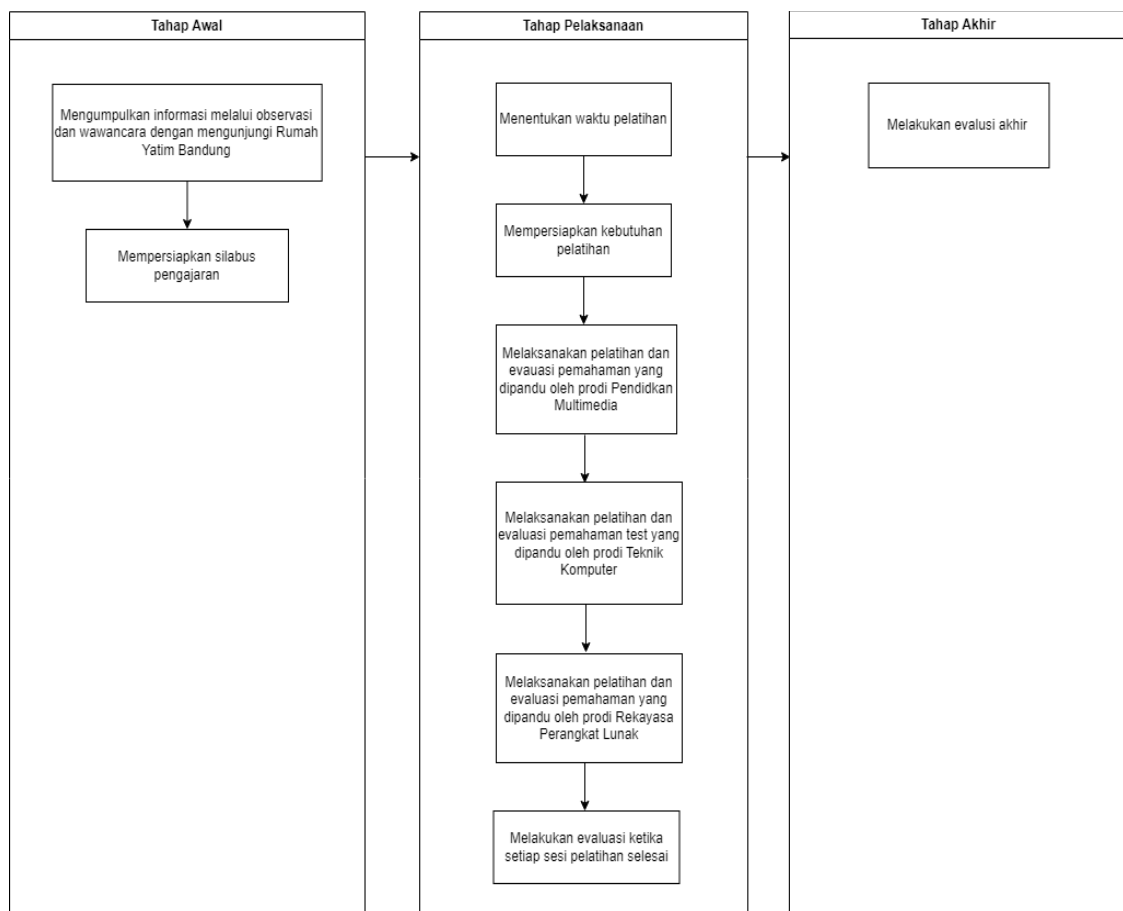 Tahap Awal
Mengumpulkan informasi melalui observasi
dan wawancara dengan mengunjungi Rumah
Yatim Bandung
Mempersiapkan silabus
pengajaran
Tahap Pelaksanaan
Menentukan waktu pelatihan
Mempersiapkan kebutuhan
pelatihan
Melaksanakan pelatihan dan
evauasi pemahaman yang
dipandu oleh prodi Pendidkan
Multimedia
Melaksanakan pelatihan dan
evaluasi pemahaman test yang
dipandu oleh prodi Teknik
Komputer
Melaksanakan pelatihan dan
evaluasi pemahaman yang
dipandu oleh prodi Rekayasa
Perangkat Lunak
Melakukan evaluasi ketika
setiap sesi pelatihan selesai
Tahap Akhir
Melakukan evalusi akhir